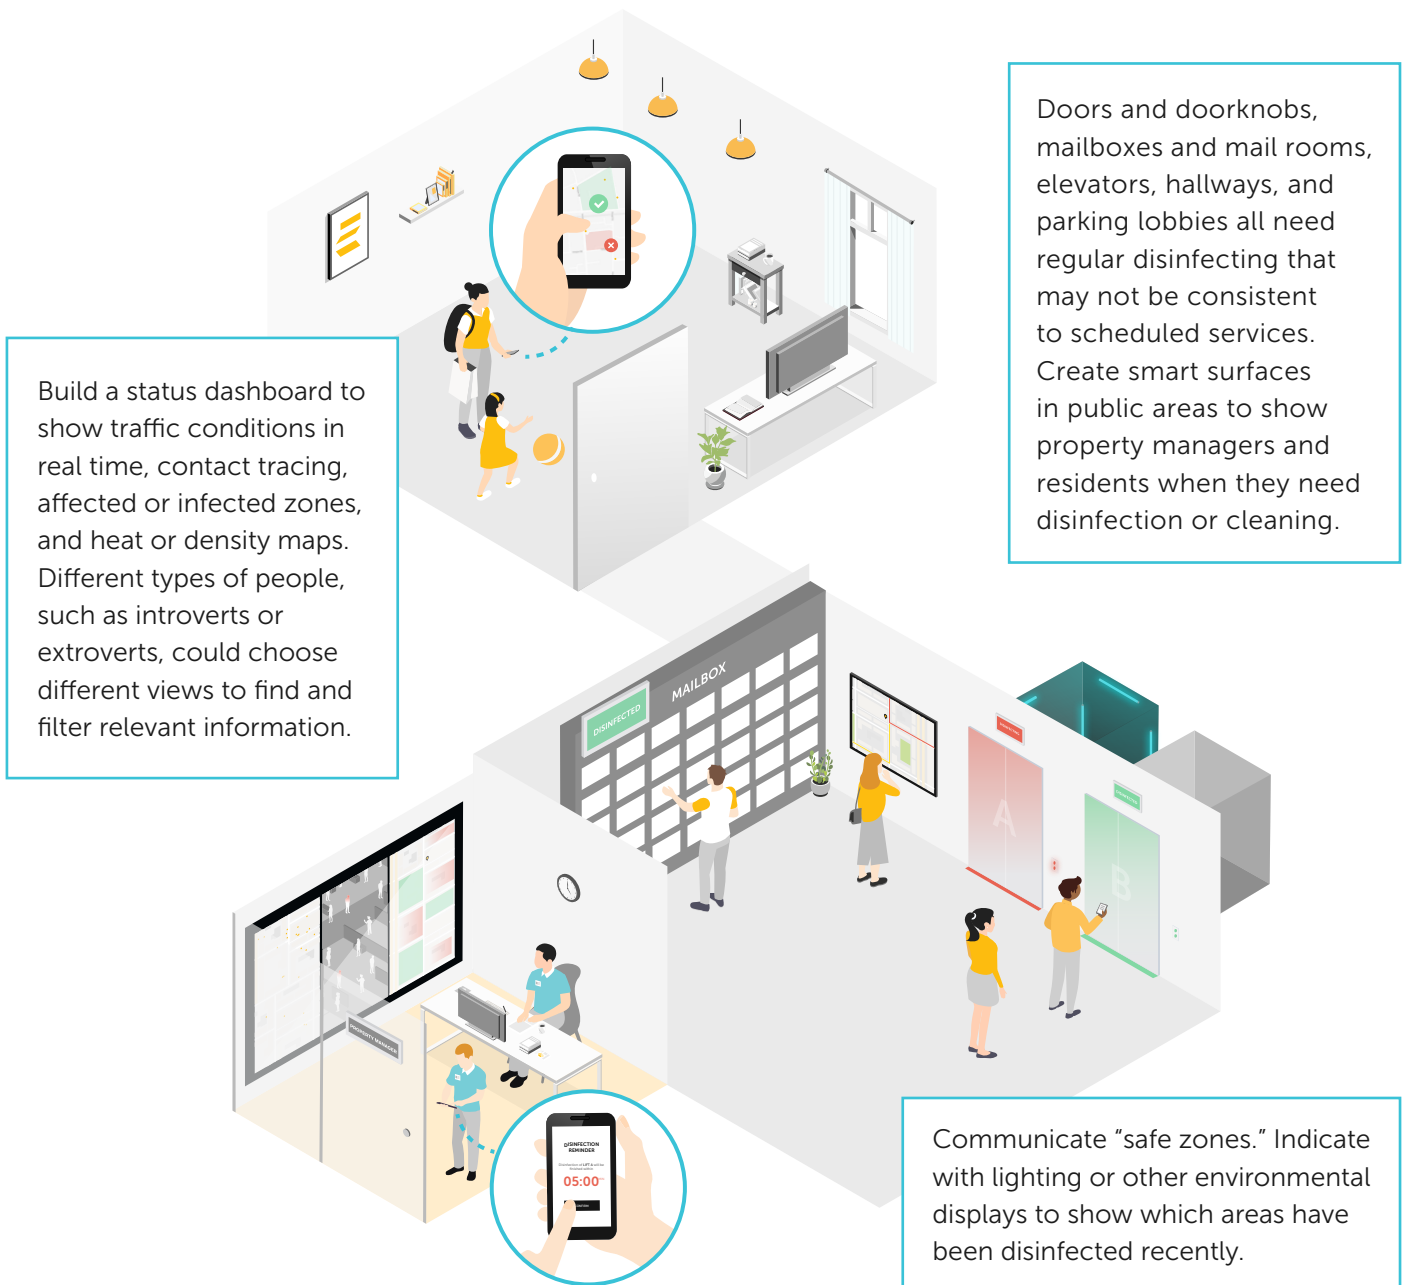 Doors and doorknobs,
mailboxes and mail rooms,
elevators, hallways, and
parking lobbies all need
regular disinfecting that
may not be consistent
to scheduled services.
Create smart surfaces
in public areas to show
property managers and
residents when they need
disinfection or cleaning.
Build a status dashboard to
show traffic conditions in
real time, contact tracing,
affected or infected zones,
and heat or density maps.
Different types of people,
such as introverts or
extroverts, could choose
different views to find and
filter relevant information.
MAILBOX
DISINFECTED
A
B
PROPERTY MANAGER
DISINFECTION
REMINDER
05:00
Communicate “safe zones.” Indicate
with lighting or other environmental
displays to show which areas have
been disinfected recently.